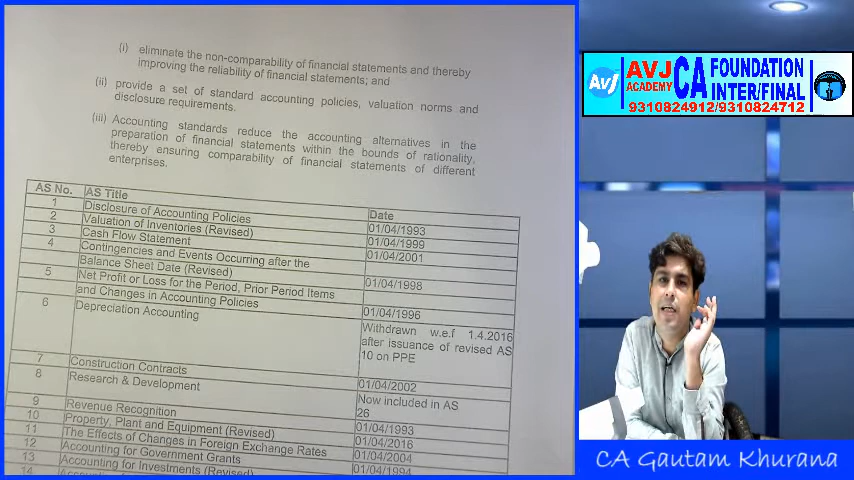 (i) eliminate the non-comparability of financial statements and thereby
improving the reliability of financial statements; and
(ii) provide a set of standard accounting policies, valuation norms and
disclosure requirements.
(iii) Accounting standards reduce the accounting alternatives in the
preparation of financial statements within the bounds of rationality,
thereby ensuring comparability of financial statements of different
enterprises.
AS No. AS Title Date
1 Disclosure of Accounting Policies 01/04/1993
2 Valuation of Inventories (Revised) 01/04/1999
3 Cash Flow Statement 01/04/2001
4 Contingencies and Events Occurring after the
Balance Sheet Date (Revised) 01/04/1998
5 Net Profit or Loss for the Period, Prior Period Items
and Changes in Accounting Policies 01/04/1996
6 Depreciation Accounting Withdrawn w.e.f 1.4.2016
after issuance of revised AS
10 on PPE
7 Construction Contracts 01/04/2002
8 Research & Development Now included in AS
26
9 Revenue Recognition 01/04/1993
10 Property, Plant and Equipment (Revised) 01/04/2016
11 The Effects of Changes in Foreign Exchange Rates 01/04/2004
12 Accounting for Government Grants 01/04/1994
13 Accounting for Investments (Revised)
14
AVJ
AVJ
ACADEMY
CA
FOUNDATION
INTER/FINAL
9310824912/9310824712
CA Gautam Khurana